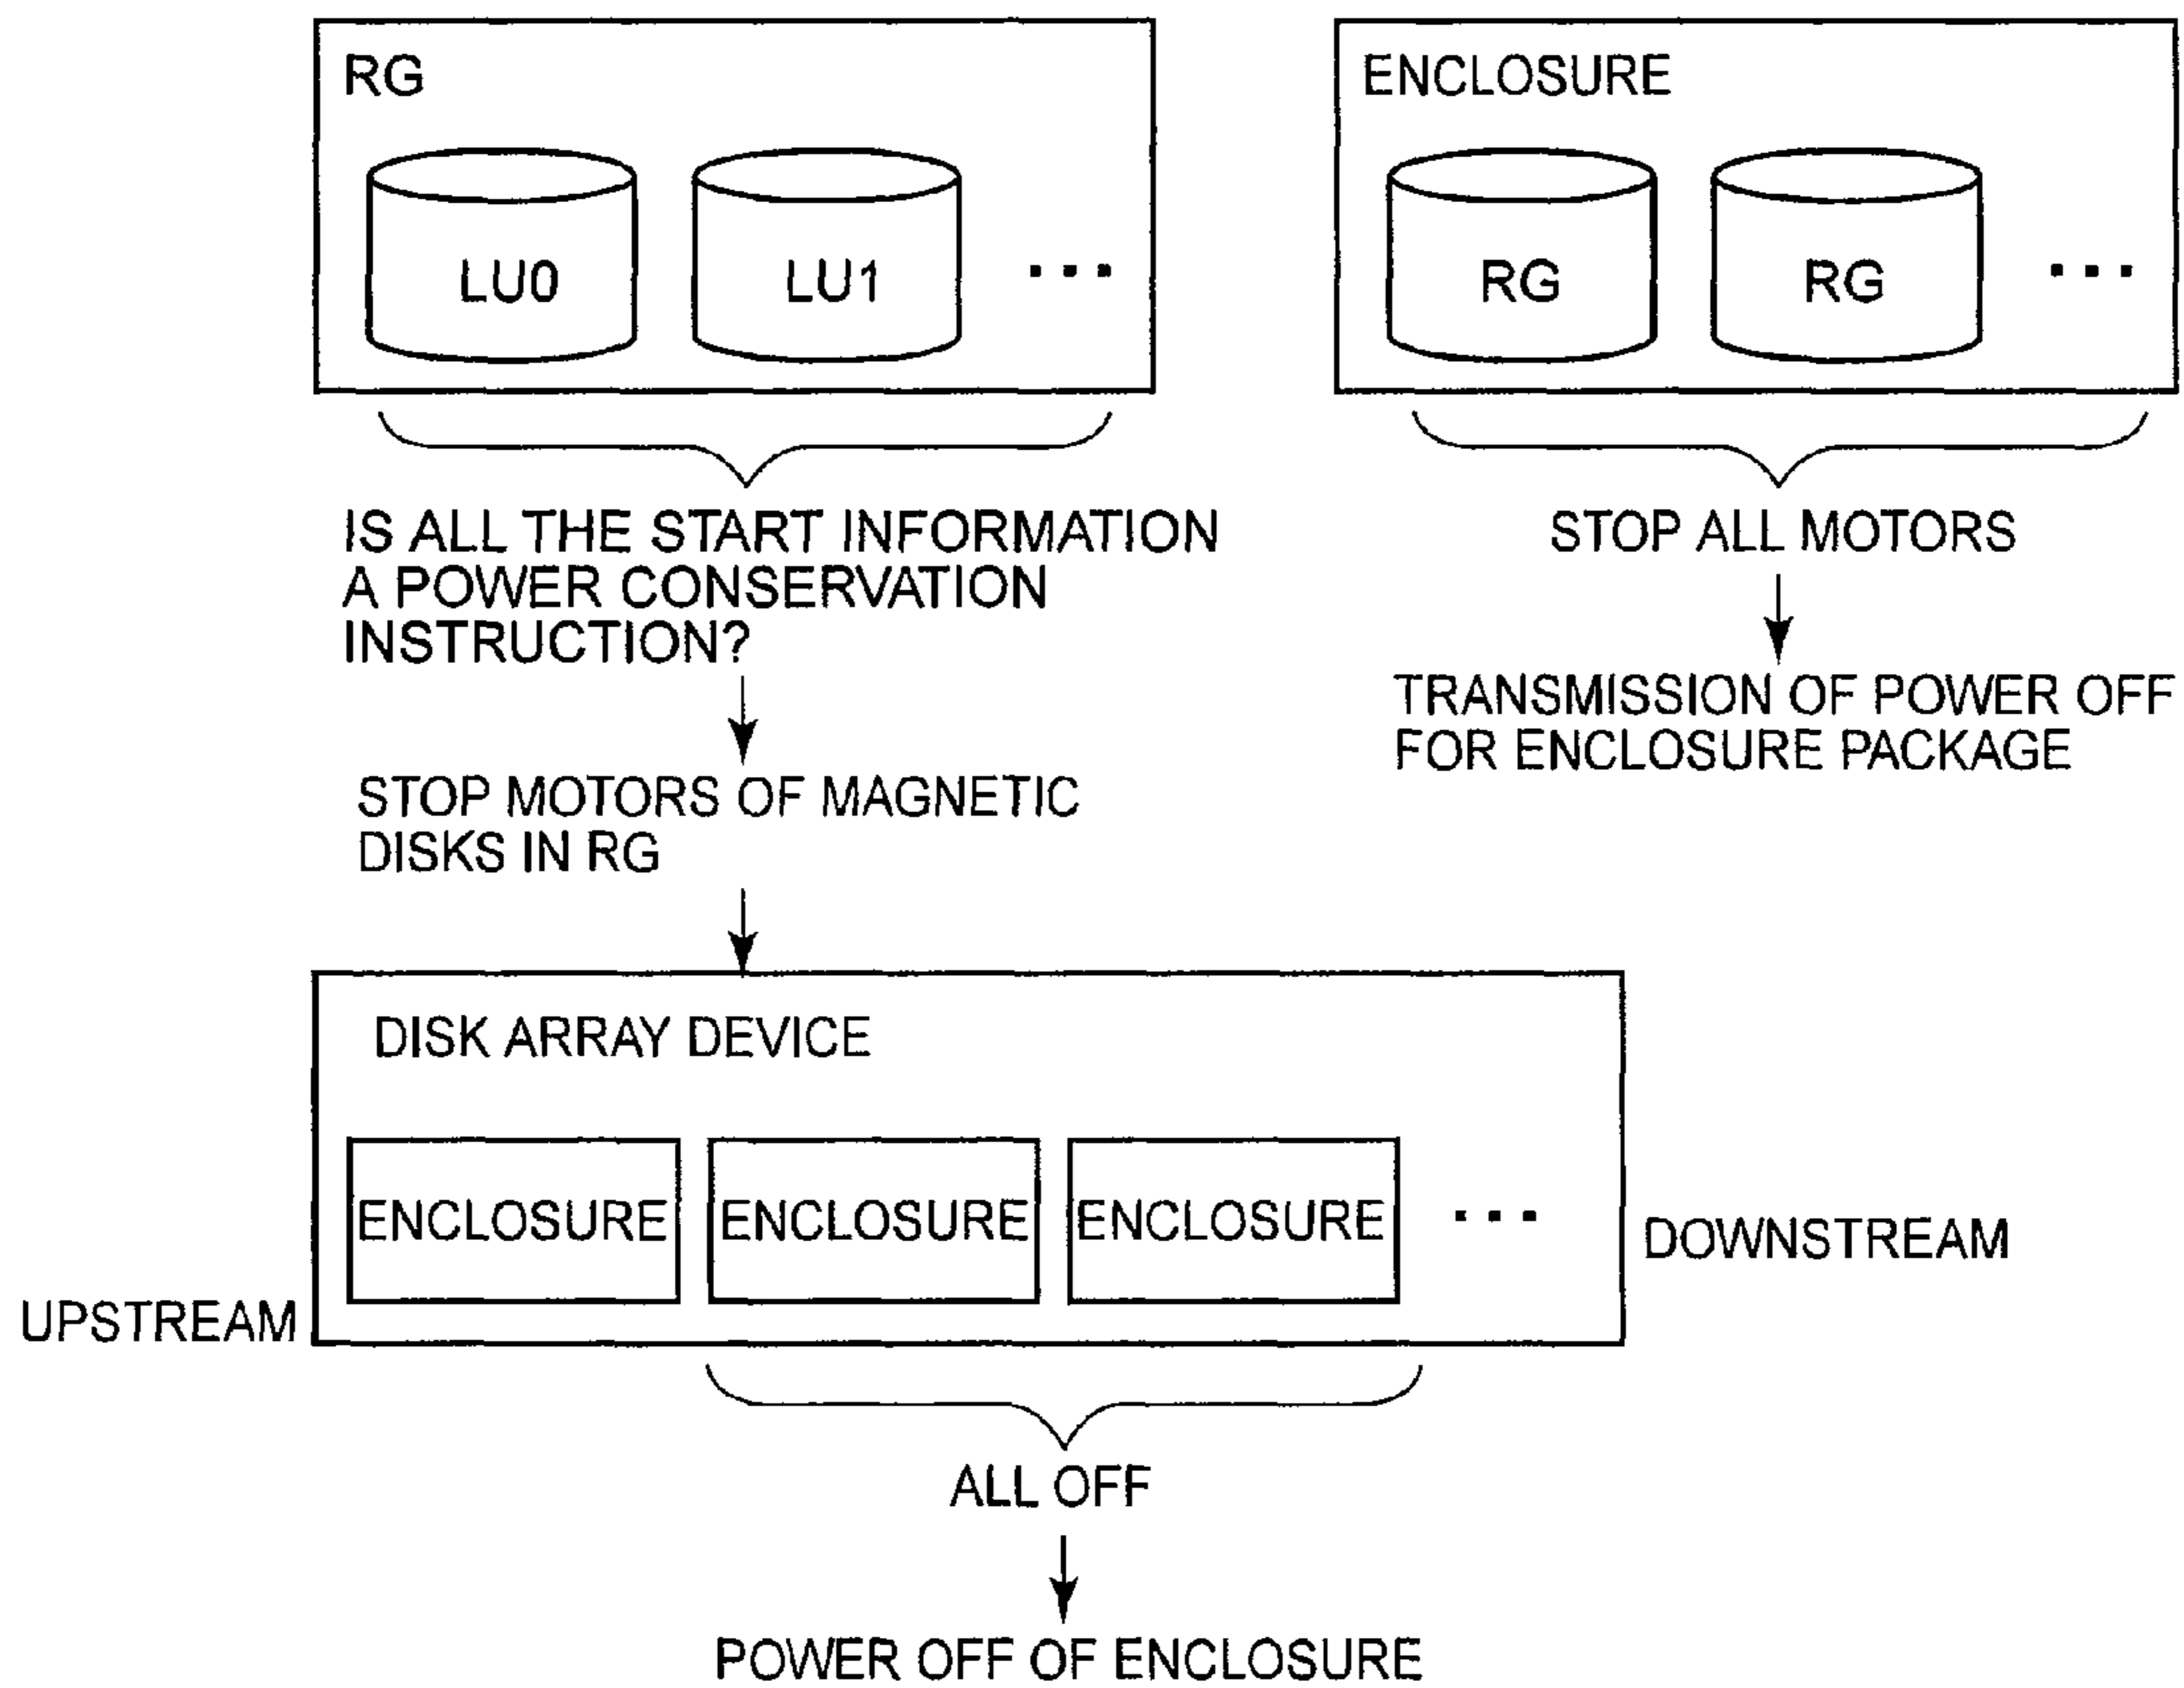 RG
LU0
LU1
...
IS ALL THE START INFORMATION
A POWER CONSERVATION
INSTRUCTION?
STOP MOTORS OF MAGNETIC
DISKS IN RG
ENCLOSURE
RG
RG
...
STOP ALL MOTORS
TRANSMISSION OF POWER OFF
FOR ENCLOSURE PACKAGE
DISK ARRAY DEVICE
ENCLOSURE
ENCLOSURE
ENCLOSURE
...
DOWNSTREAM
UPSTREAM
ALL OFF
POWER OFF OF ENCLOSURE